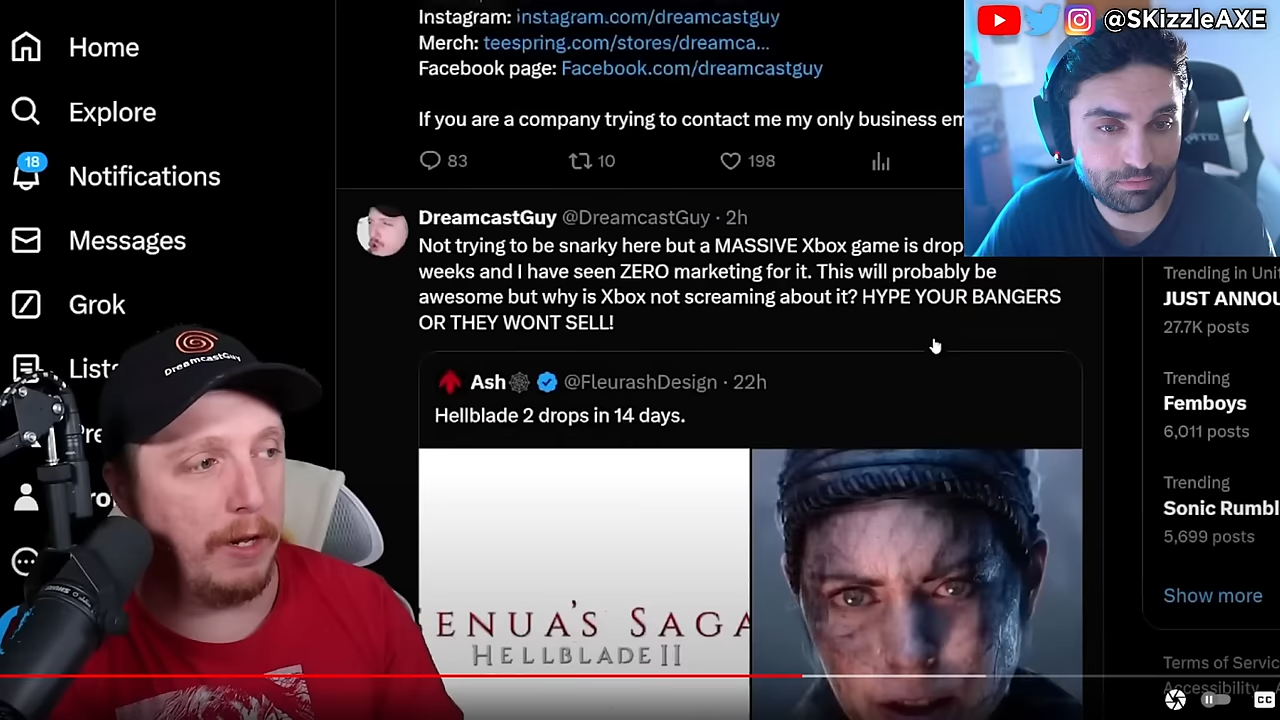 Instagram: instagram.com/dreamcastguy
Merch: teespring.com/stores/dreamca...
Facebook page: Facebook.com/dreamcastguy
If you are a company trying to contact me my only business em
83
10
198
@SKizzleAXE
Home
Explore
18
Notifications
Messages
Grok
Lists
DreamcastGuy @DreamcastGuy · 2h
Not trying to be snarky here but a MASSIVE Xbox game is drop
weeks and I have seen ZERO marketing for it. This will probably be
awesome but why is Xbox not screaming about it? HYPE YOUR BANGERS
OR THEY WONT SELL!
Ash @FleurashDesign · 22h
Hellblade 2 drops in 14 days.
ENUA'S SAGA
HELLBLADE II
DreamcastGuy
Trending in Unit
JUST ANNOU
27.7K posts
Trending
Femboys
6,011 posts
Trending
Sonic Rumbl
5,699 posts
Show more
Terms of Servic
Accessibility
CC